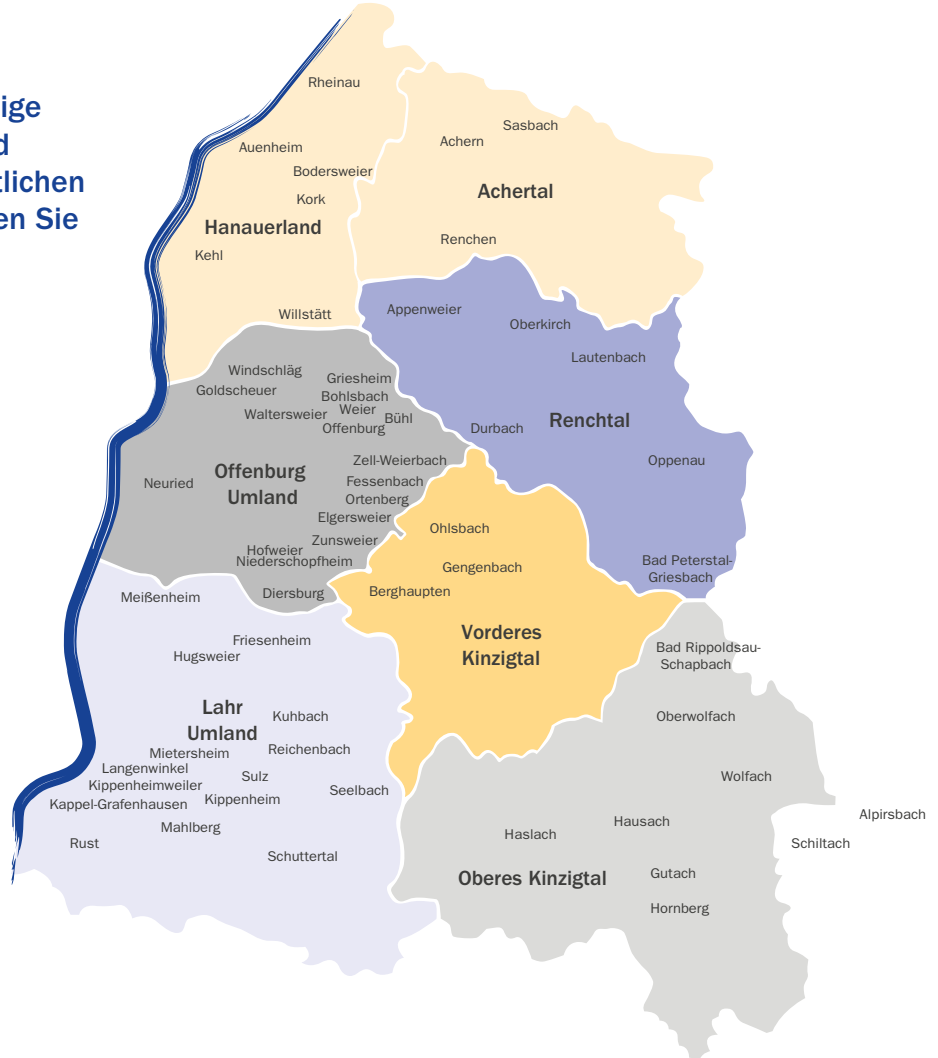 ige
d
tlichen
en Sie
Rheinau
Auenheim
Bodersweier
Kork
Hanauerland
Kehl
Willstätt
Sasbach
Achern
Achertal
Renchen
Appenweier
Oberkirch
Lautenbach
Renchtal
Durbach
Oppenau
Bad Peterstal-
Griesbach
Windschläg
Griesheim
Goldscheuer
Bohlsbach
Weier
Waltersweier
Bühl
Offenburg
Zell-Weierbach
Offenburg
Umland
Neuried
Fessenbach
Ortenberg
Elgersweier
Zunsweier
Hofweier
Niederschopfheim
Diersburg
Ohlsbach
Gengenbach
Berghaupten
Vorderes
Kinzigtal
Meißenheim
Friesenheim
Hugsweier
Lahr
Umland
Kuhbach
Reichenbach
Mietersheim
Langenwinkel
Sulz
Kippenheimweiler
Seelbach
Kappel-Grafenhausen
Kippenheim
Mahlberg
Rust
Schuttertal
Bad Rippoldsau-
Schapbach
Oberwolfach
Wolfach
Alpirsbach
Hausach
Haslach
Schiltach
Gutach
Oberes Kinzigtal
Hornberg